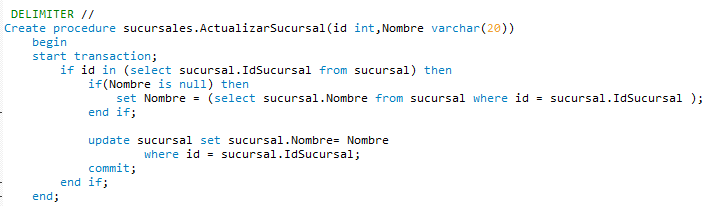 DELIMITER //
Create procedure sucursales.ActualizarSucursal(id int,Nombre varchar(20))
begin
start transaction;
if id in (select sucursal.IdSucursal from sucursal) then
if(Nombre is null) then
set Nombre = (select sucursal.Nombre from sucursal where id = sucursal.IdSucursal );
end if;
update sucursal set sucursal.Nombre= Nombre
where id = sucursal.IdSucursal;
commit;
end if;
end;